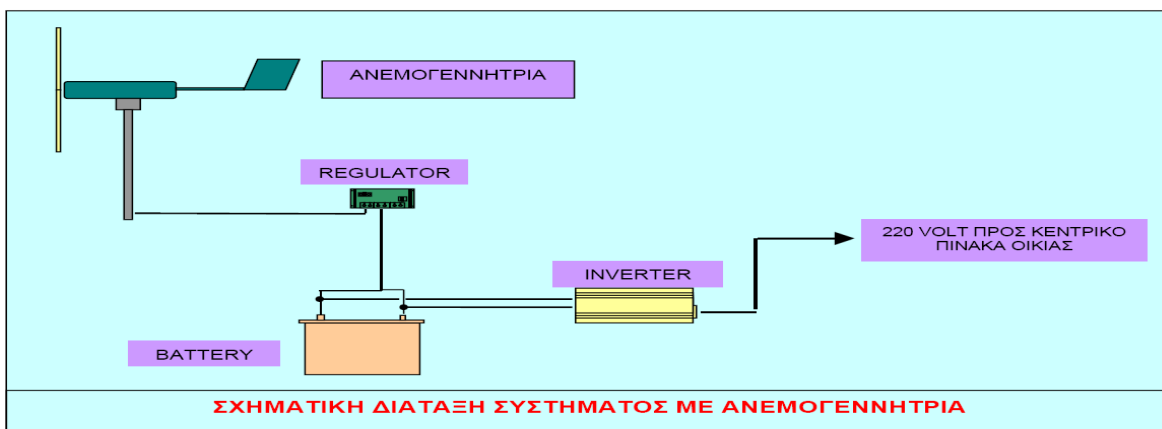 ΑΝΕΜΟΓΕΝΝΗΤΡΙΑ
REGULATOR
220 VOLT ΠΡΟΣ ΚΕΝΤΡΙΚΟ
ΠΙΝΑΚΑ ΟΙΚΙΑΣ
INVERTER
BATTERY
ΣΧΗΜΑΤΙΚΗ ΔΙΑΤΑΞΗ ΣΥΣΤΗΜΑΤΟΣ ΜΕ ΑΝΕΜΟΓΕΝΝΗΤΡΙΑ